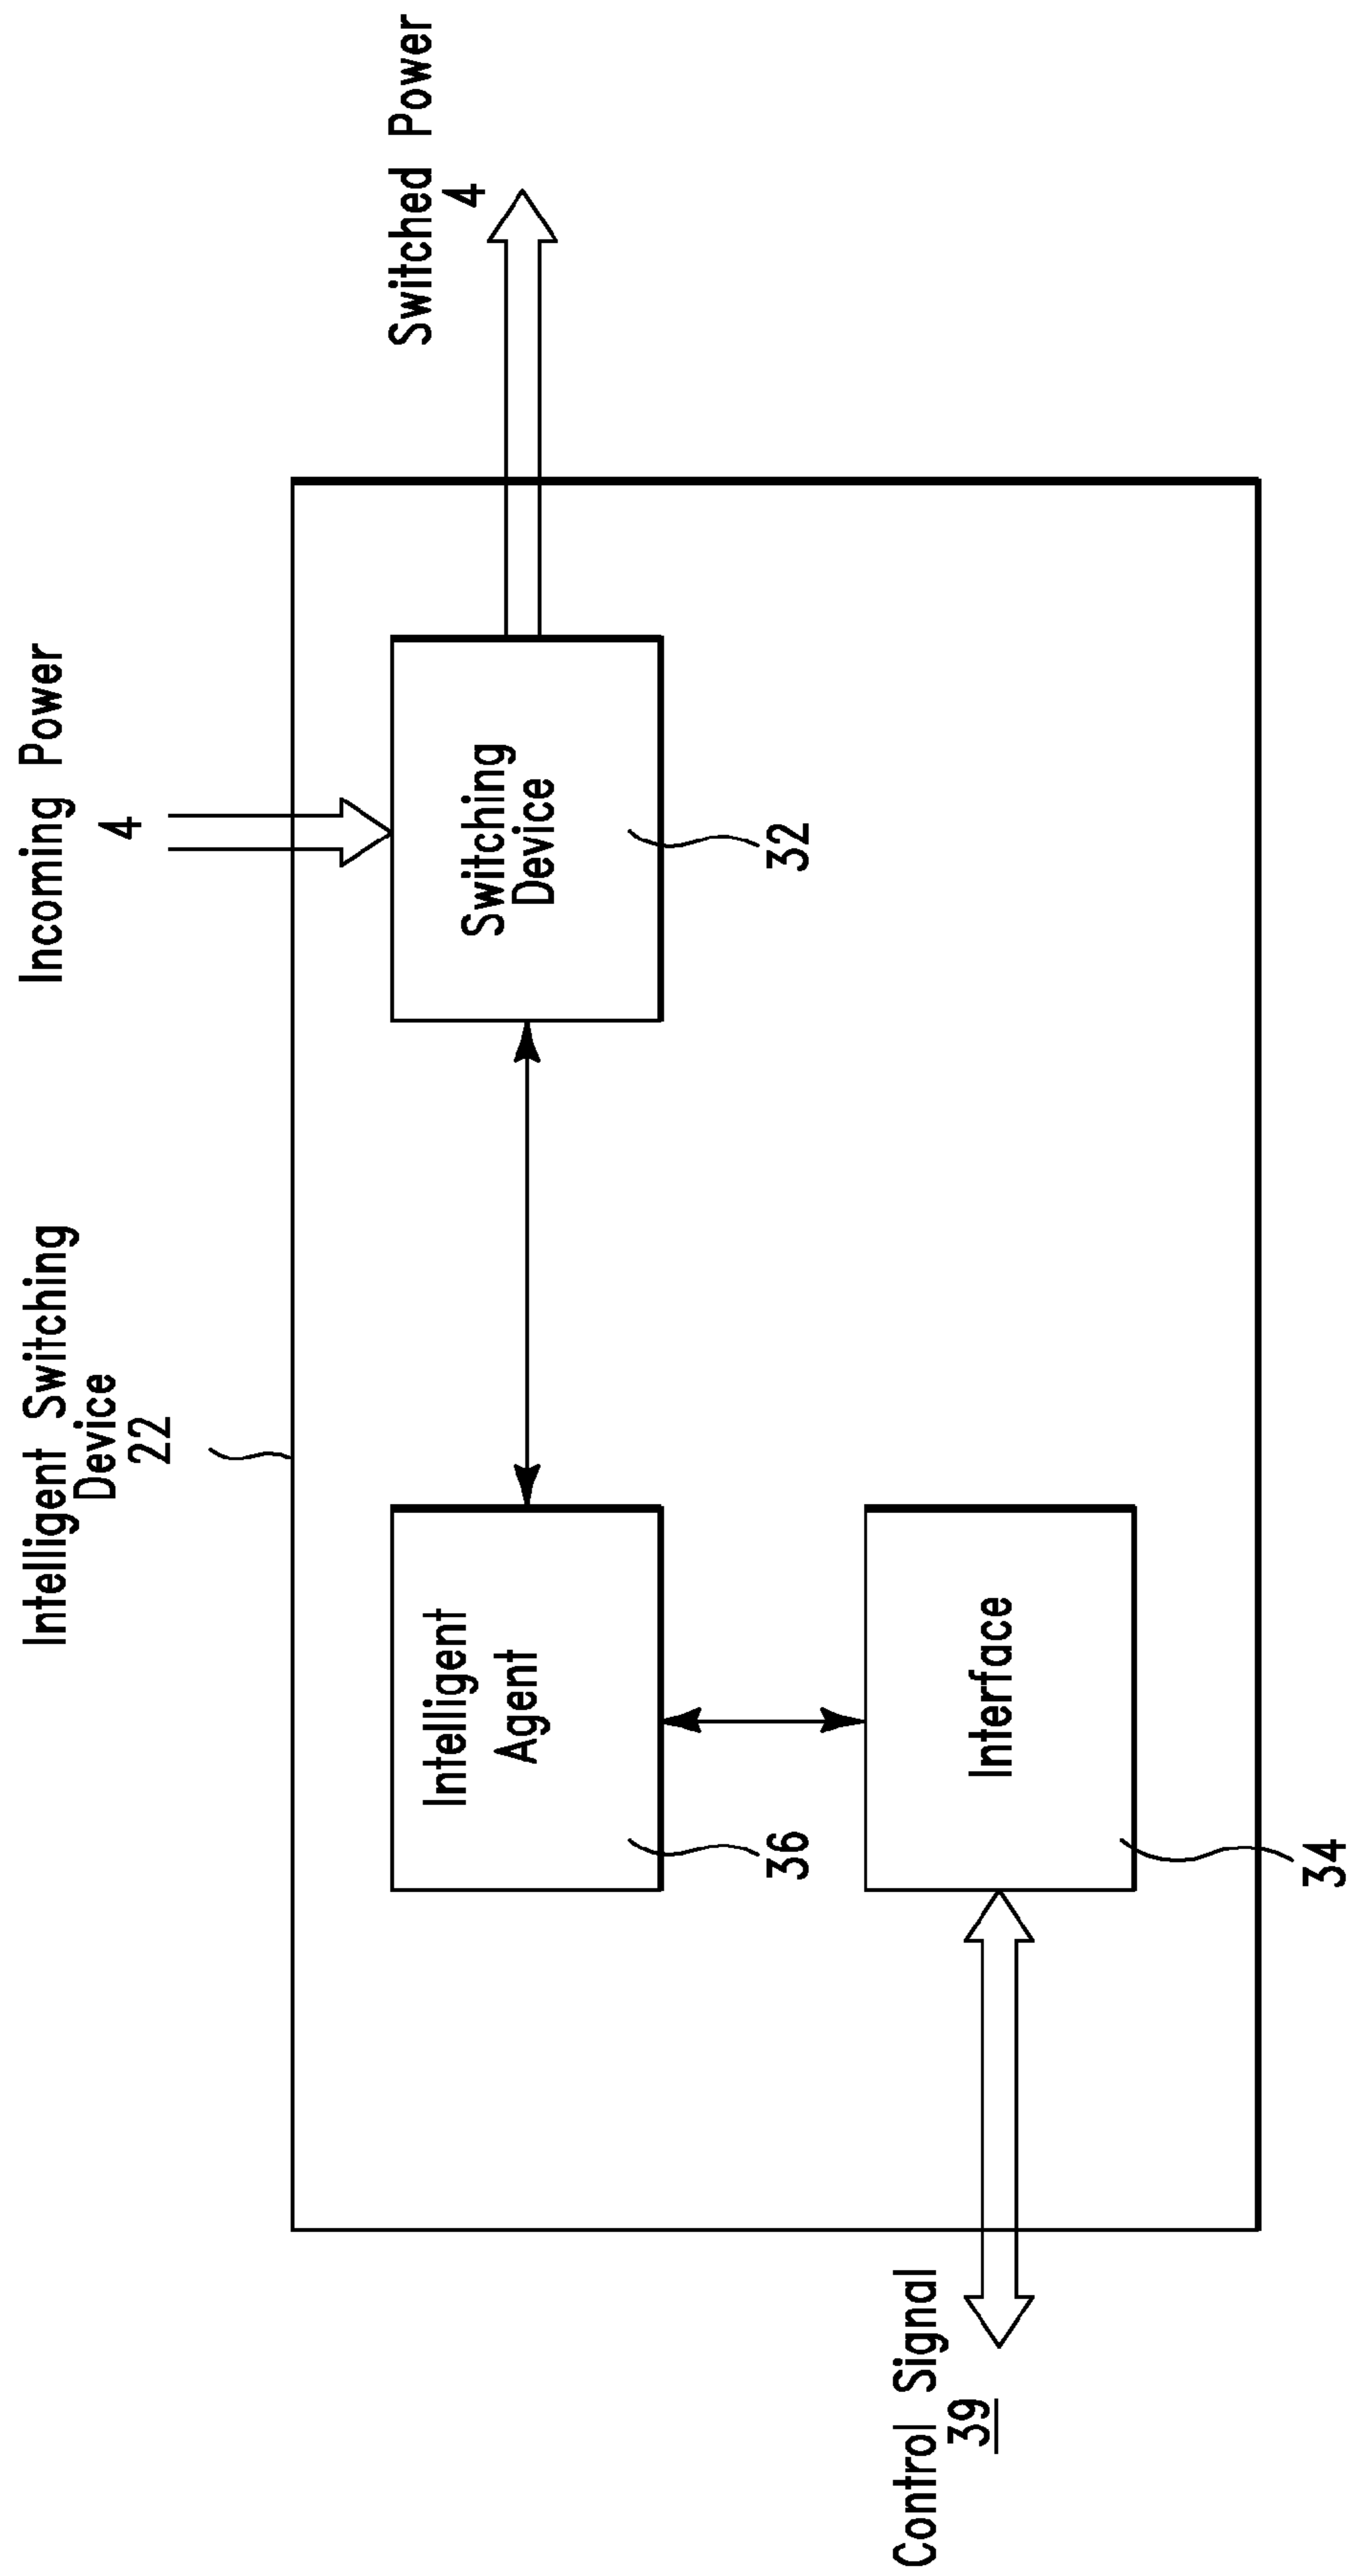 Intelligent Switching
Device
22
Incoming Power
4
Switched Power
4
Intelligent
Agent
36
Switching
Device
32
Interface
34
Control Signal
39